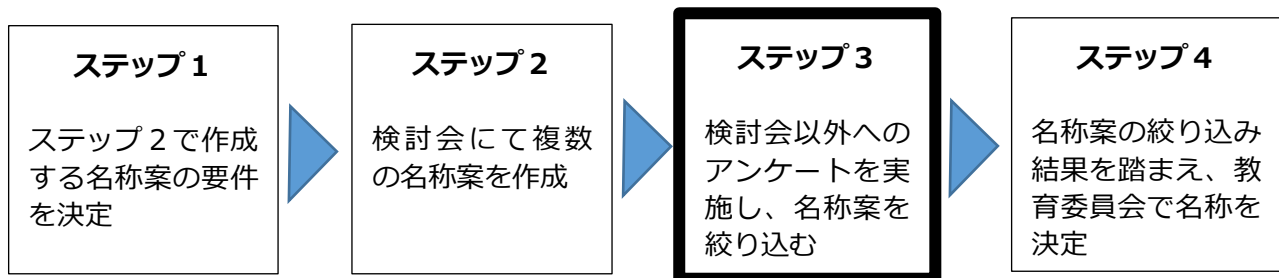 ステップ1
ステップ2で作成
する名称案の要件
を決定
ステップ2
検討会にて複数
の名称案を作成
ステップ3
検討会以外への
アンケートを実
施し、名称案を
絞り込む
ステップ4
名称案の絞り込み
結果を踏まえ、教
育委員会で名称を
決定